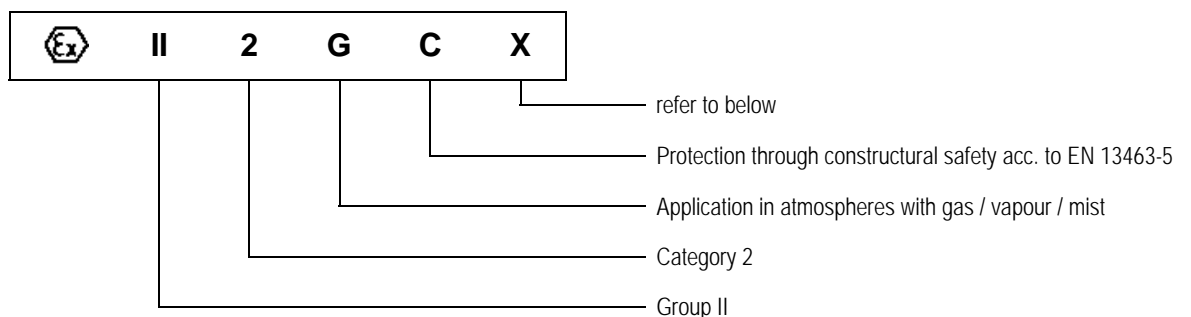 Ex II 2 G C X
refer to below
Protection through constructural safety acc. to EN 13463-5
Application in atmospheres with gas / vapour / mist
Category 2
Group II